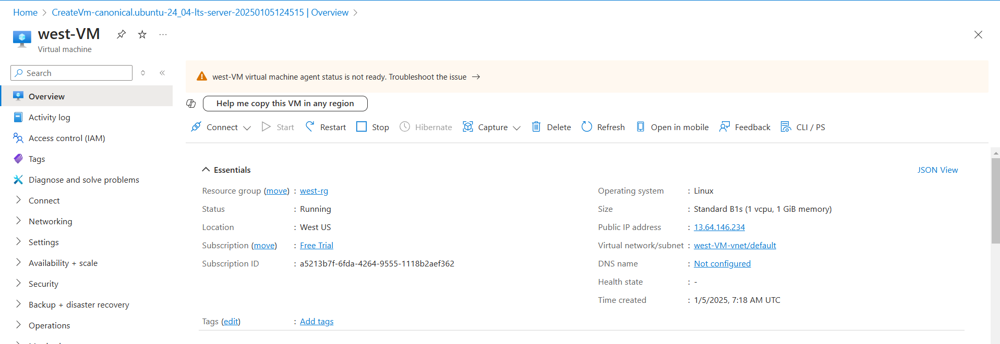 Home > CreateVm-canonical.ubuntu-24_04-lts-server-20250105124515 | Overview >
west-VM
Virtual machine
Search
Overview
Activity log
Access control (IAM)
Tags
Diagnose and solve problems
Connect
Networking
Settings
Availability + scale
Security
Backup + disaster recovery
Operations
west-VM virtual machine agent status is not ready. Troubleshoot the issue →
Help me copy this VM in any region
Connect Start Restart Stop Hibernate Capture Delete Refresh Open in mobile Feedback CLI / PS
Essentials
JSON View
Resource group (move) : west-rg
Status : Running
Location : West US
Subscription (move) : Free Trial
Subscription ID : a5213b7f-6fda-4264-9555-1118b2aef362
Operating system : Linux
Size : Standard B1s (1 vcpu, 1 GiB memory)
Public IP address : 13.64.146.234
Virtual network/subnet : west-VM-vnet/default
DNS name : Not configured
Health state : -
Time created : 1/5/2025, 7:18 AM UTC
Tags (edit) : Add tags